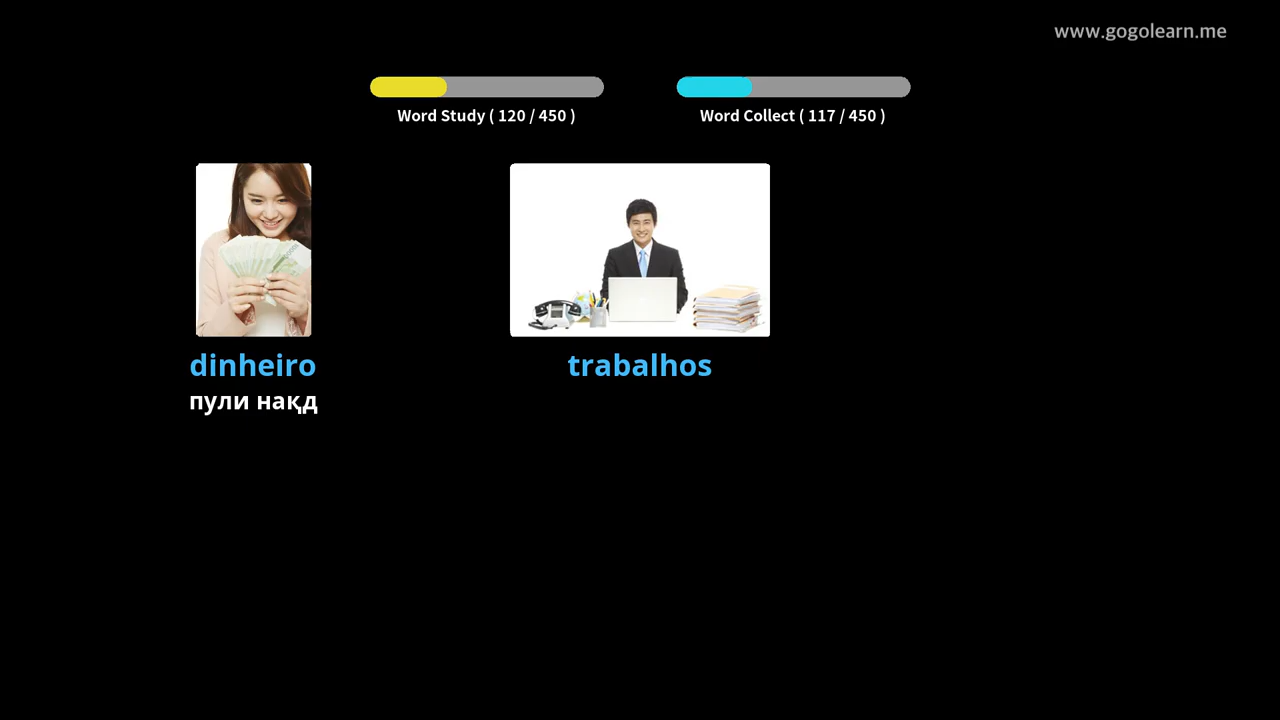 www.gogolearn.me
Word Study ( 120 / 450 )
Word Collect ( 117 / 450 )
dinheiro
trabalhos
пули нақд